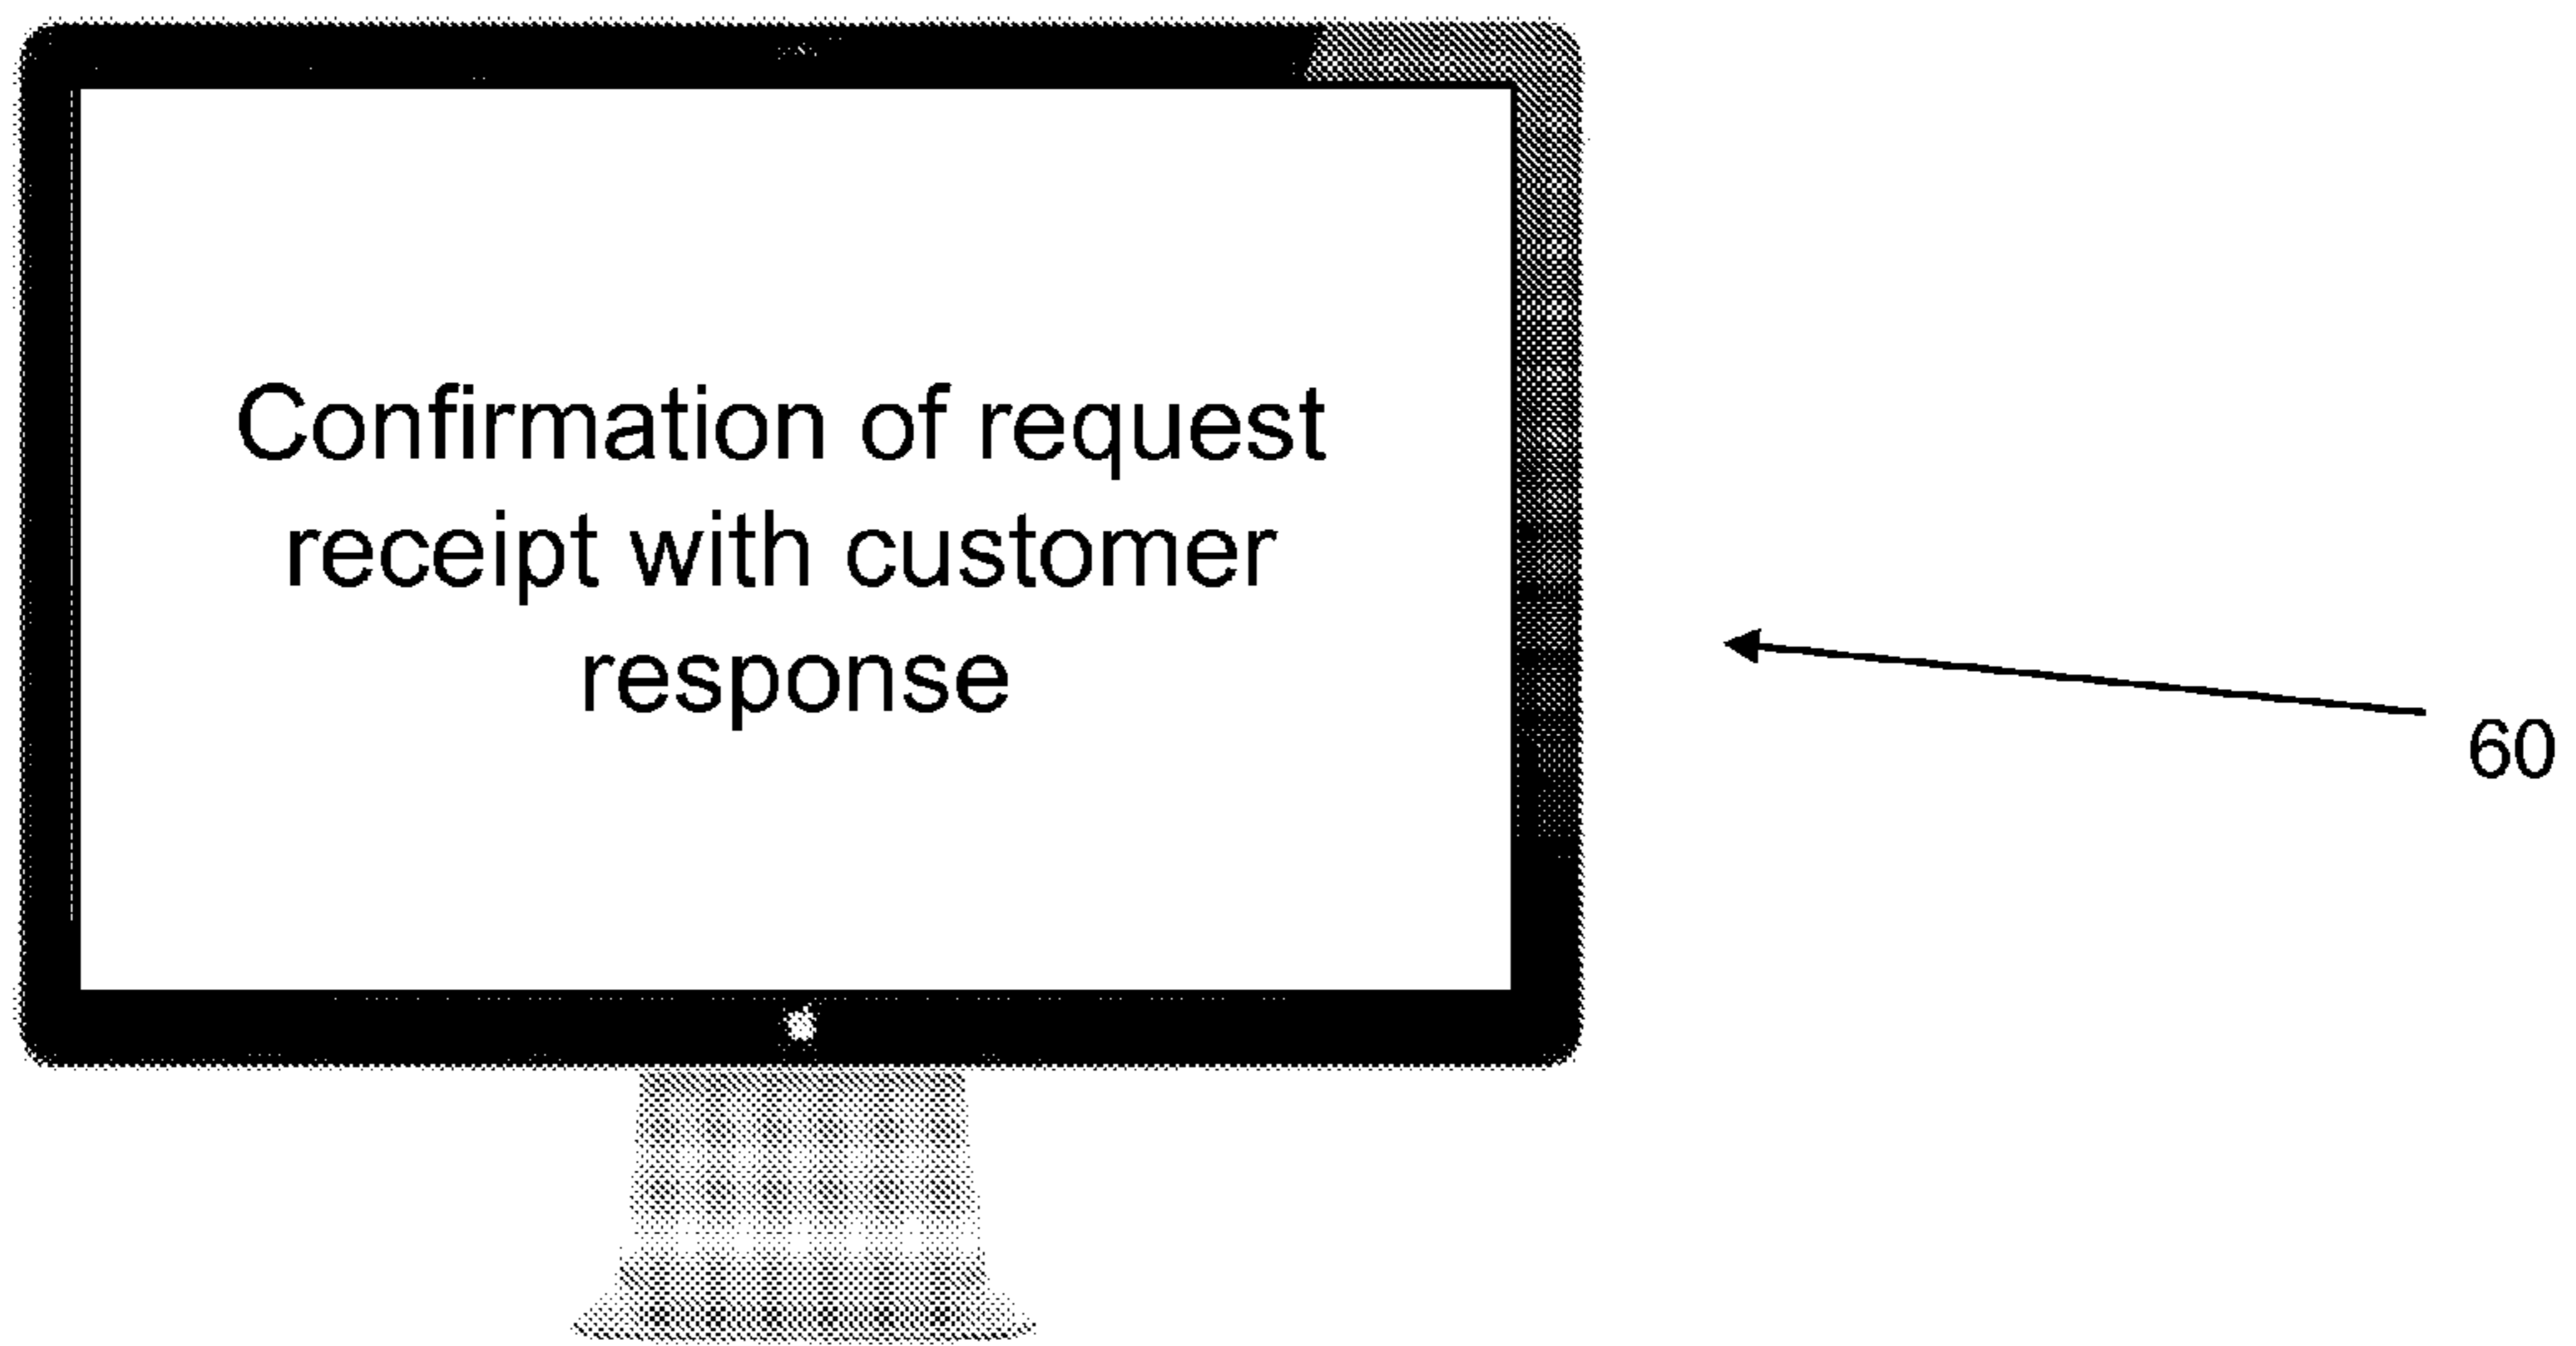 Confirmation of request
receipt with customer
response
60